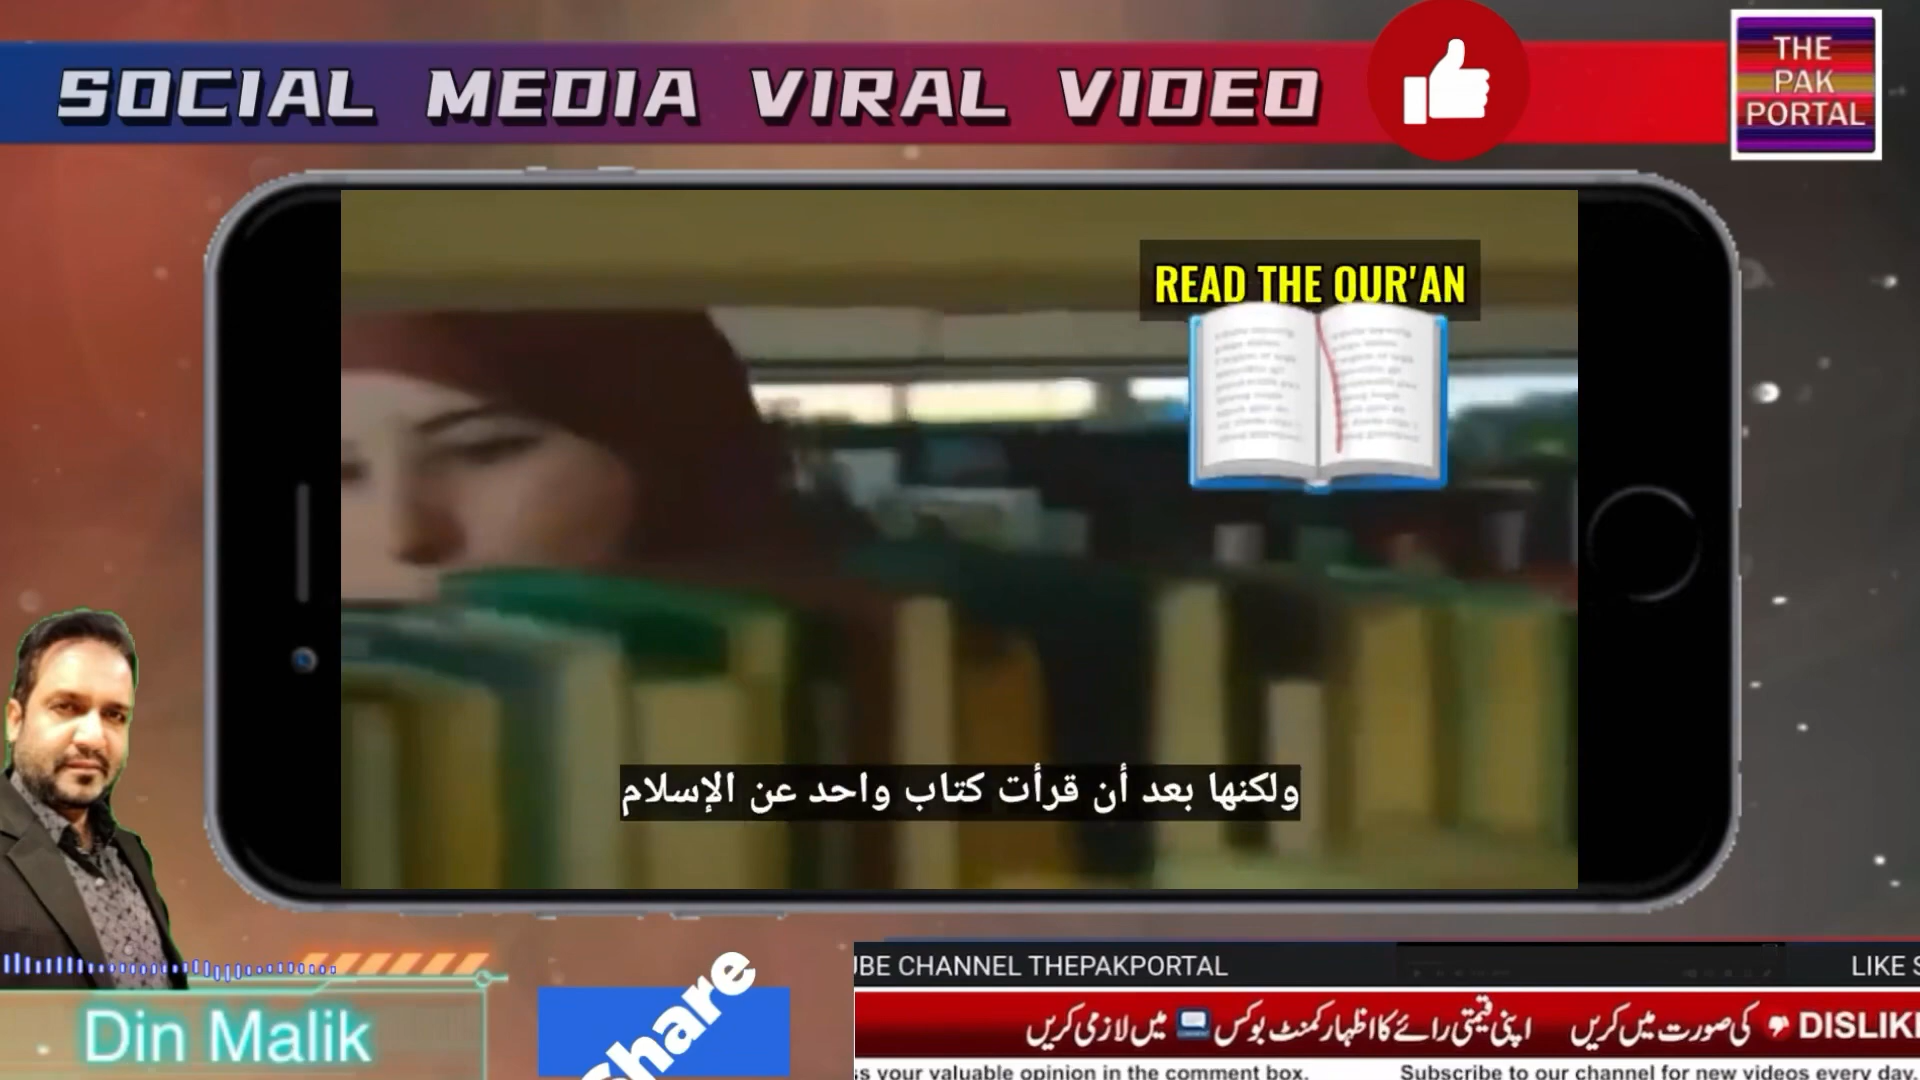 SOCIAL MEDIA VIRAL VIDEO
THE
PAK
PORTAL
READ THE QUR'AN
ولكنها بعد أن قرأت كتاب واحد عن الإسلام
Din Malik
Share
UBE CHANNEL THEPAKPORTAL
LIKE S
اپنی قیمتی رائے کا اظہار کمنٹ بوکس میں لازمی کریں
DISLIKE کی صورت میں کریں
s your valuable opinion in the comment box.
Subscribe to our channel for new videos every day.